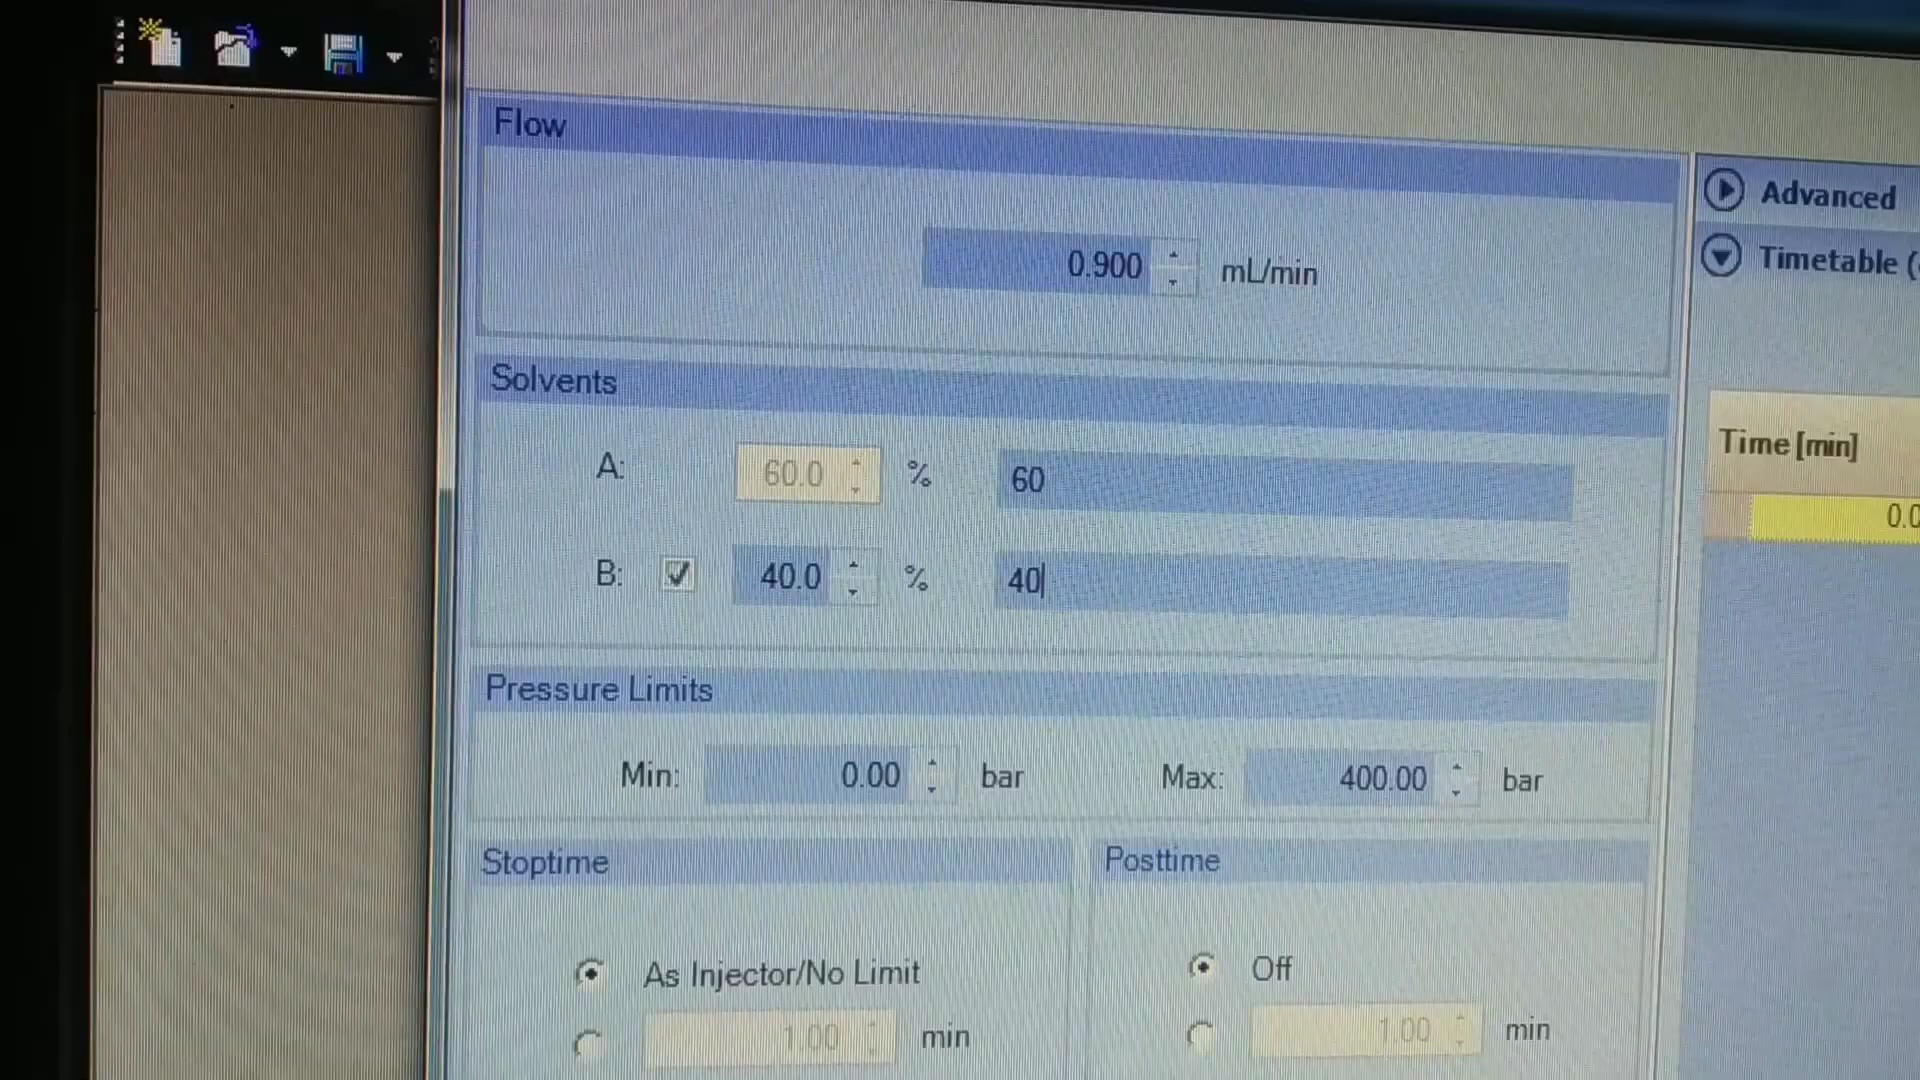 Flow
0.900 mL/min
Solvents
A: 60.0 % 60
B: 40.0 % 40
Pressure Limits
Min: 0.00 bar Max: 400.00 bar
Stoptime
As Injector/No Limit
1.00 min
Posttime
Off
1.00 min
Advanced
Timetable (
Time [min]
0.0